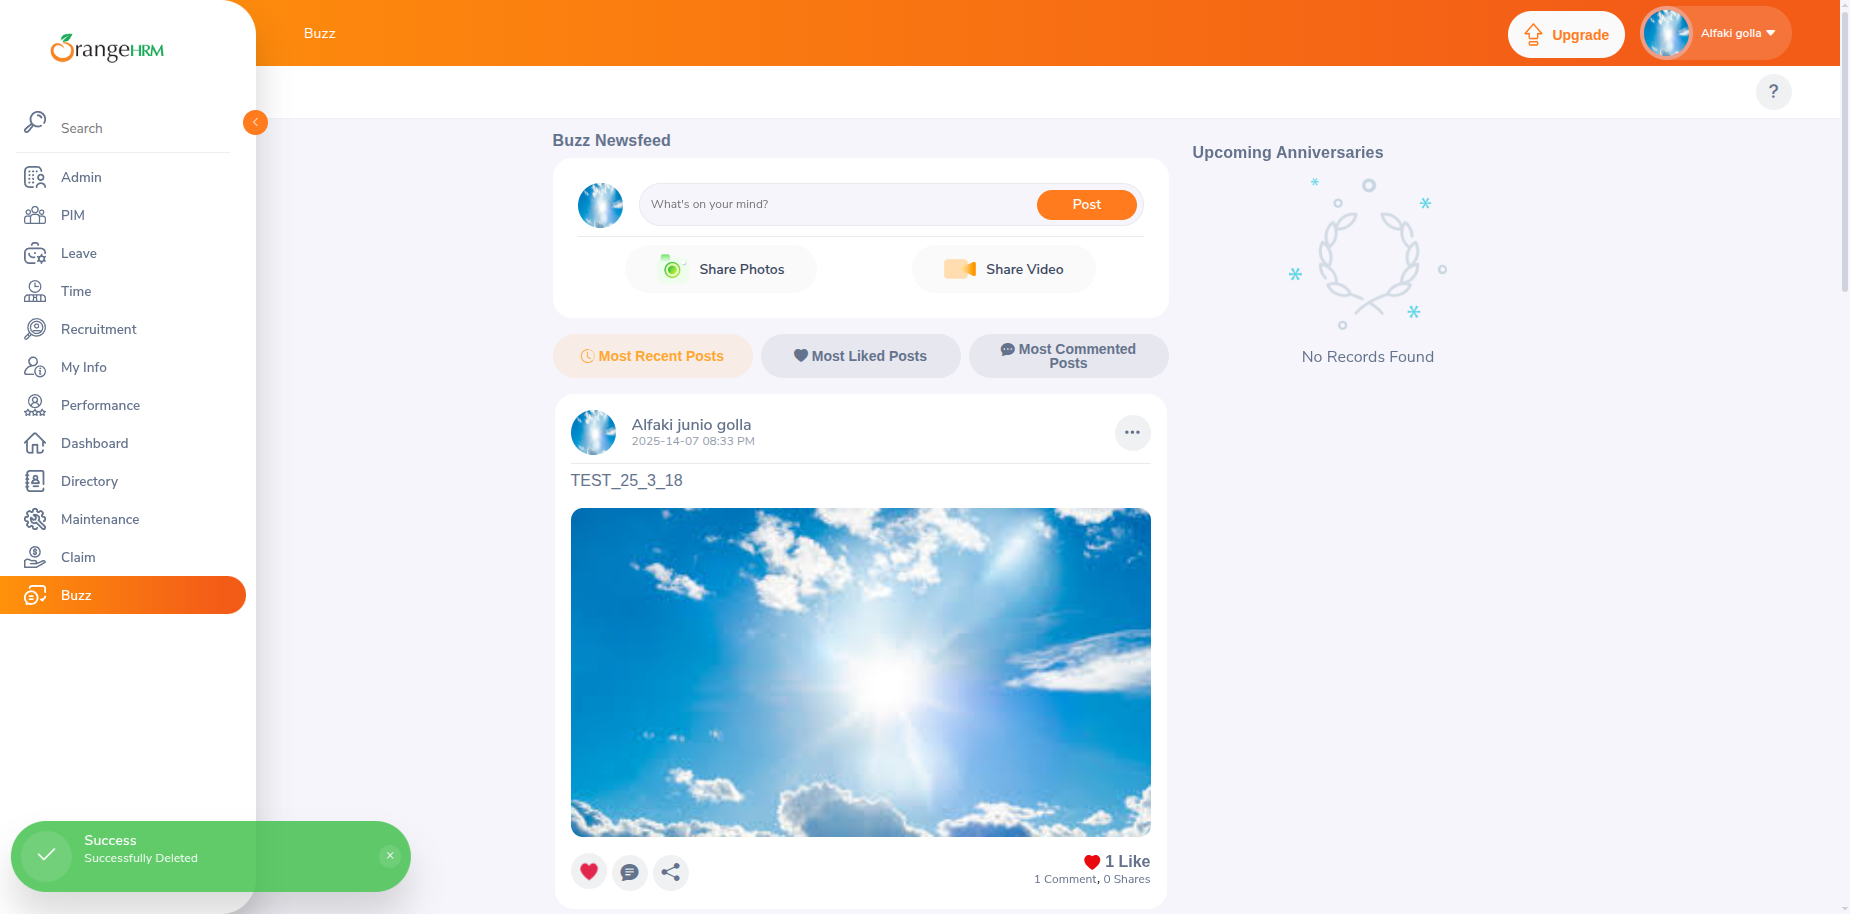 OrangeHRM
Buzz
Upgrade
Alfaki golla
?
Search
Admin
PIM
Leave
Time
Recruitment
My Info
Performance
Dashboard
Directory
Maintenance
Claim
Buzz
Buzz Newsfeed
What's on your mind?
Post
Share Photos
Share Video
Most Recent Posts
Most Liked Posts
Most Commented
Posts
Alfaki junio golla
2025-14-07 08:33 PM
TEST_25_3_18
1 Like
1 Comment, 0 Shares
Upcoming Anniversaries
No Records Found
Success
Successfully Deleted